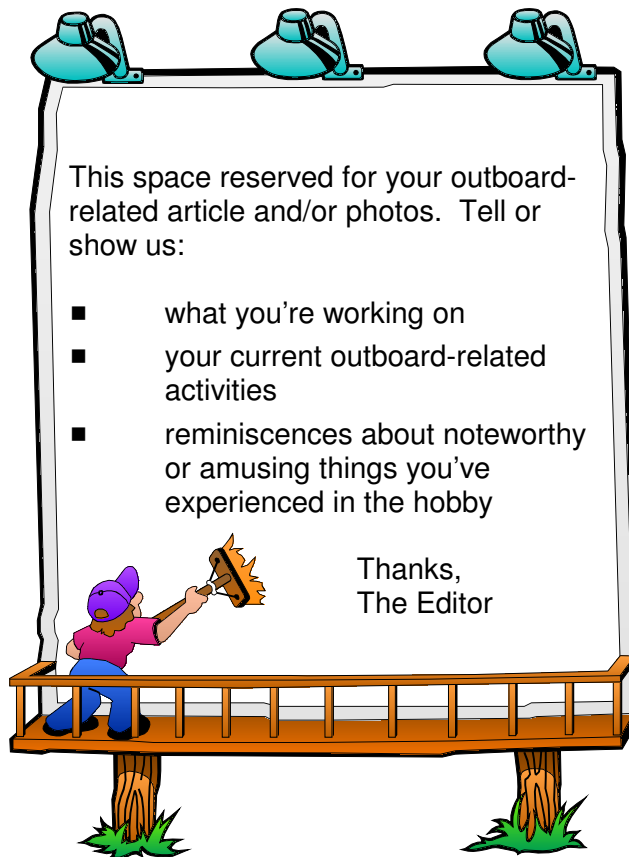 This space reserved for your outboard-
related article and/or photos.  Tell or
show us:
■ what you're working on
■ your current outboard-related
activities
■ reminiscences about noteworthy
or amusing things you've
experienced in the hobby
Thanks,
The Editor